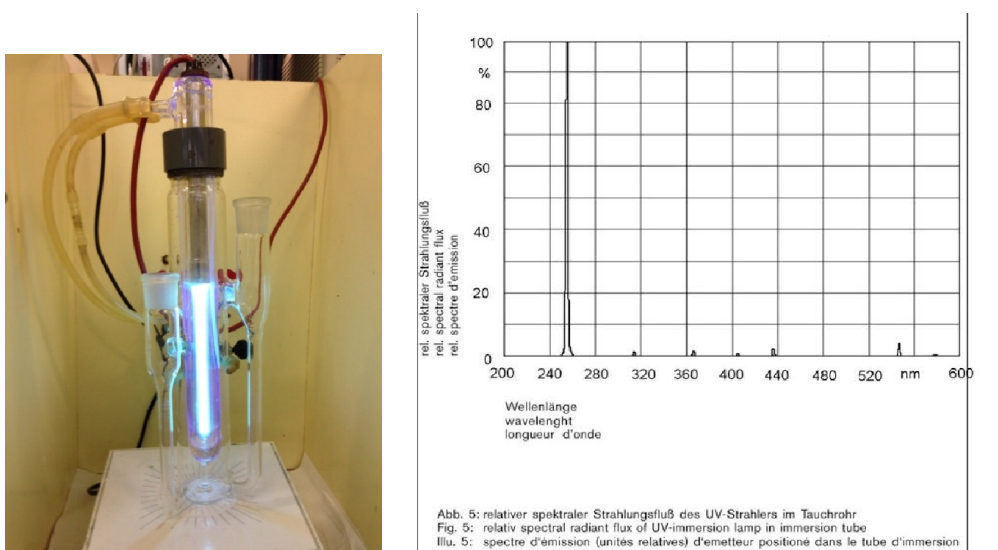 100
%
80
60
40
20
0
rel. spektraler Strahlungsfluß
rel. spectral radiant flux
rel. spectre d'émission
200 240 280 320 360 400 440 480 520 nm 600
Wellenlänge
wavelenght
longueur d'onde
Abb. 5: relativer spektraler Strahlungsfluß des UV-Strahlers im Tauchrohr
Fig. 5: relativ spectral radiant flux of UV-immersion lamp in immersion tube
Illu. 5: spectre d'émission (unités relatives) d'emetteur positioné dans le tube d'immersion